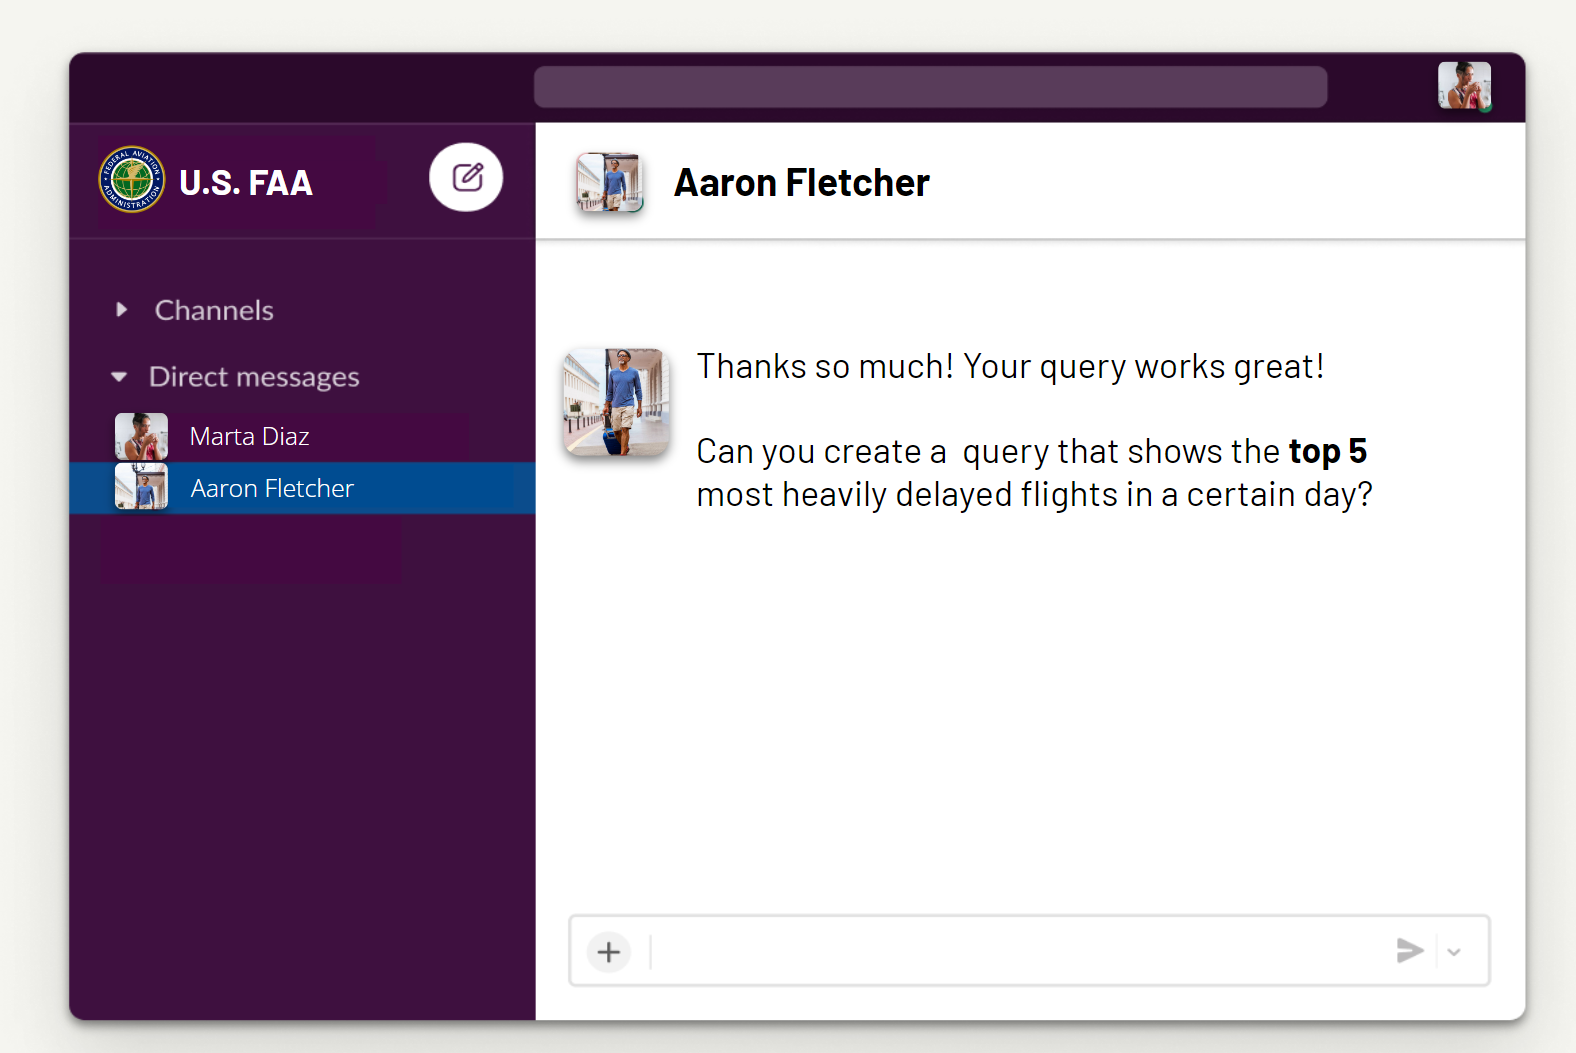 FEDERAL AVIATION
ADMINISTRATION
U.S. FAA
Aaron Fletcher
Channels
Direct messages
Marta Diaz
Aaron Fletcher
Thanks so much! Your query works great!
Can you create a query that shows the top 5
most heavily delayed flights in a certain day?